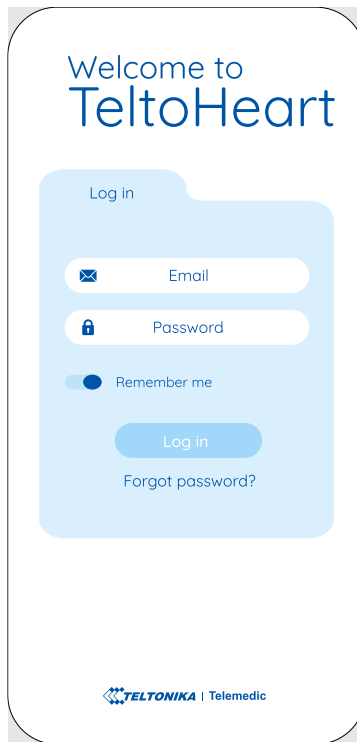 Welcome to
TeltoHeart
Log in
Email
Password
Remember me
Log in
Forgot password?
TELTONIKA | Telemedic